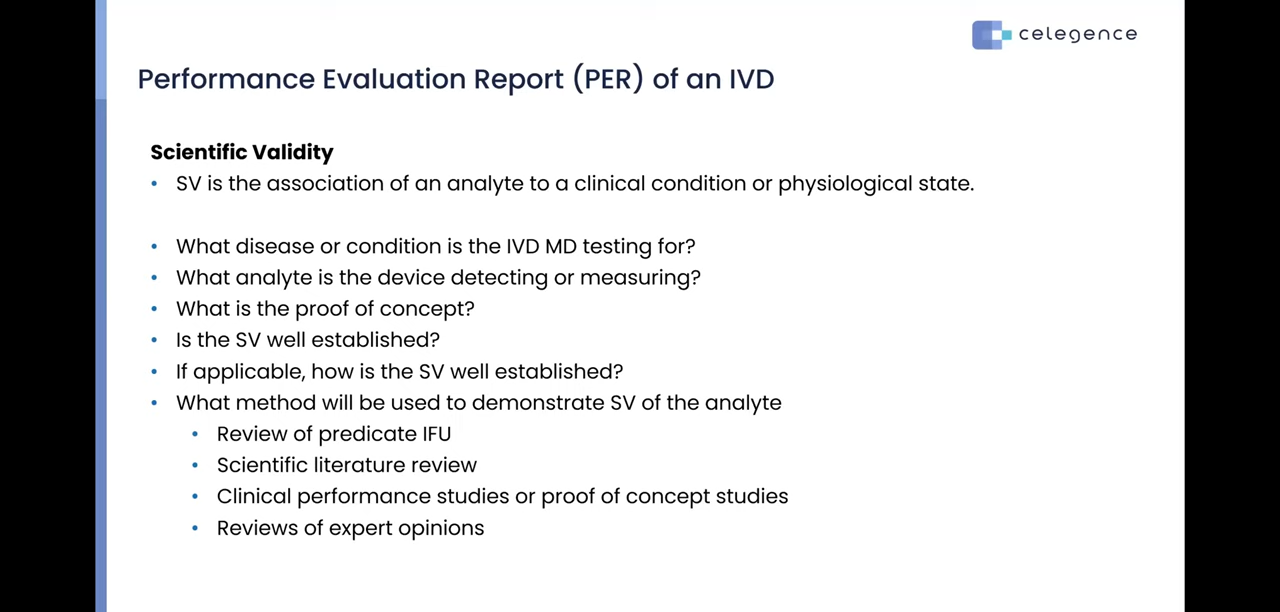 celegence
Performance Evaluation Report (PER) of an IVD
Scientific Validity
• SV is the association of an analyte to a clinical condition or physiological state.
• What disease or condition is the IVD MD testing for?
• What analyte is the device detecting or measuring?
• What is the proof of concept?
• Is the SV well established?
• If applicable, how is the SV well established?
• What method will be used to demonstrate SV of the analyte
• Review of predicate IFU
• Scientific literature review
• Clinical performance studies or proof of concept studies
• Reviews of expert opinions